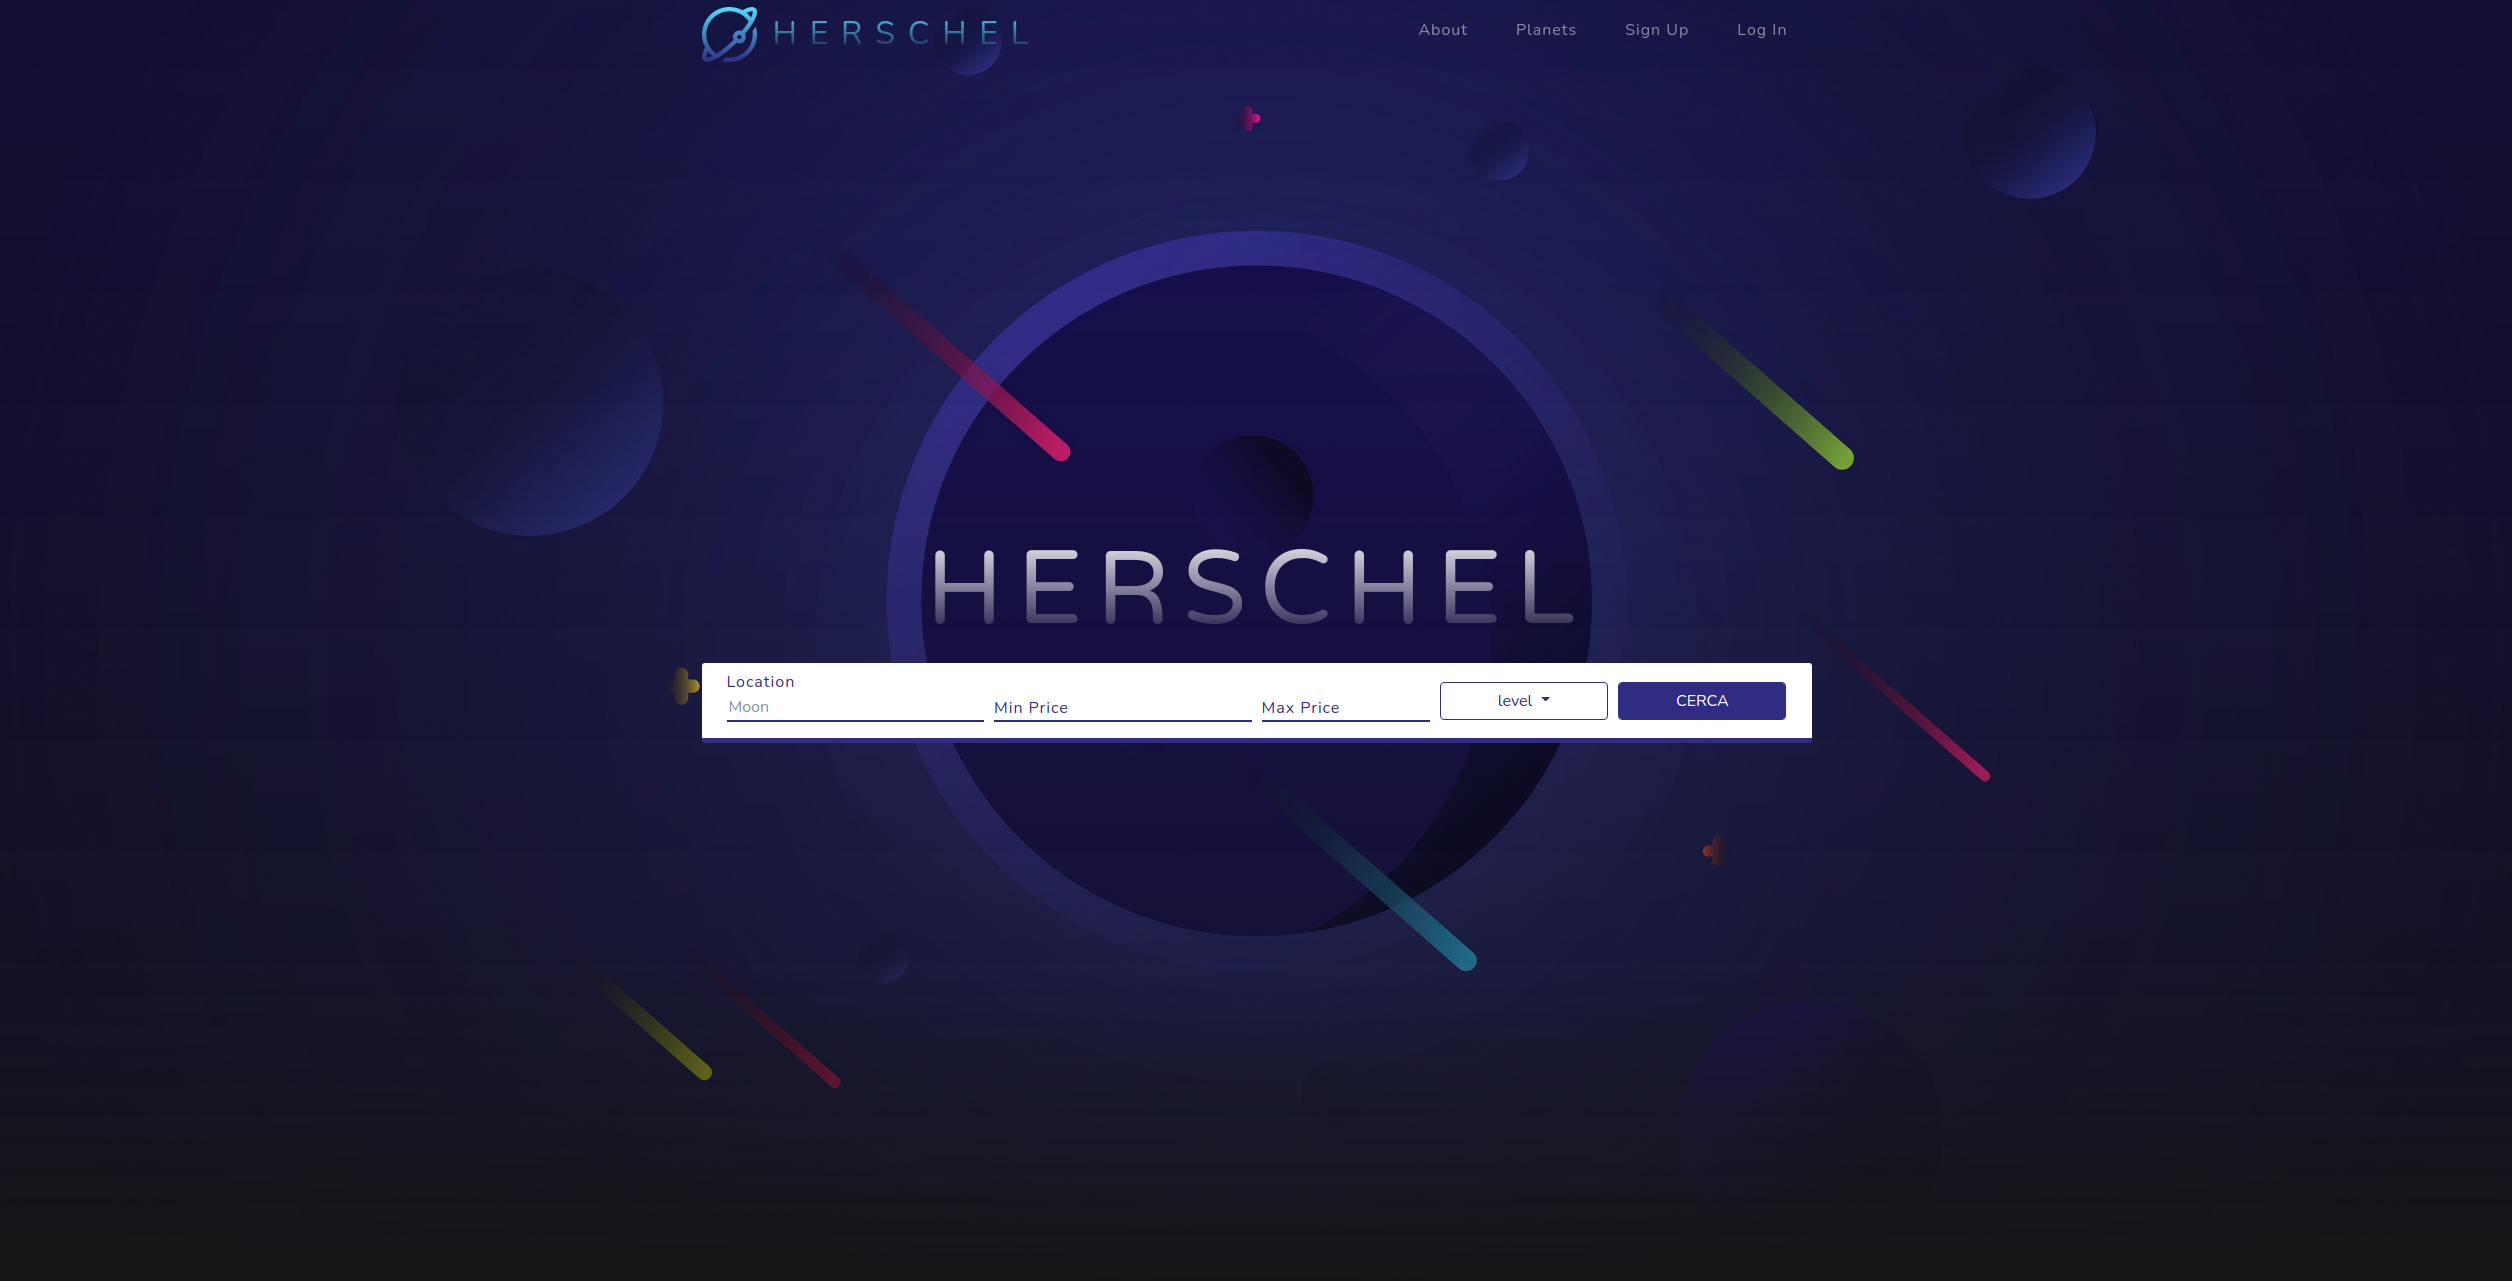 HERSCHEL
About Planets Sign Up Log In
HERSCHEL
Location
Moon
Min Price
Max Price
level
CERCA